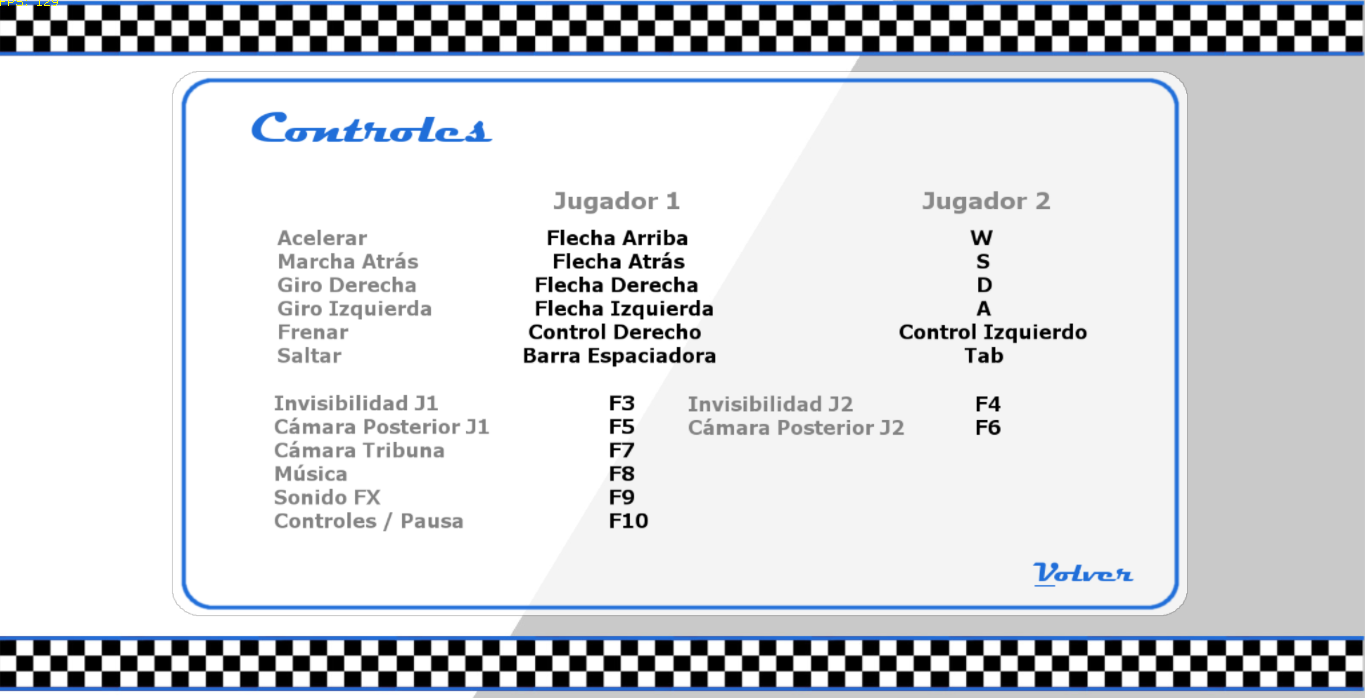 FPS: 129
Controles
Jugador 1 Jugador 2
Acelerar Flecha Arriba W
Marcha Atrás Flecha Atrás S
Giro Derecha Flecha Derecha D
Giro Izquierda Flecha Izquierda A
Frenar Control Derecho Control Izquierdo
Saltar Barra Espaciadora Tab
Invisibilidad J1 F3 Invisibilidad J2 F4
Cámara Posterior J1 F5 Cámara Posterior J2 F6
Cámara Tribuna F7
Música F8
Sonido FX F9
Controles / Pausa F10
Volver